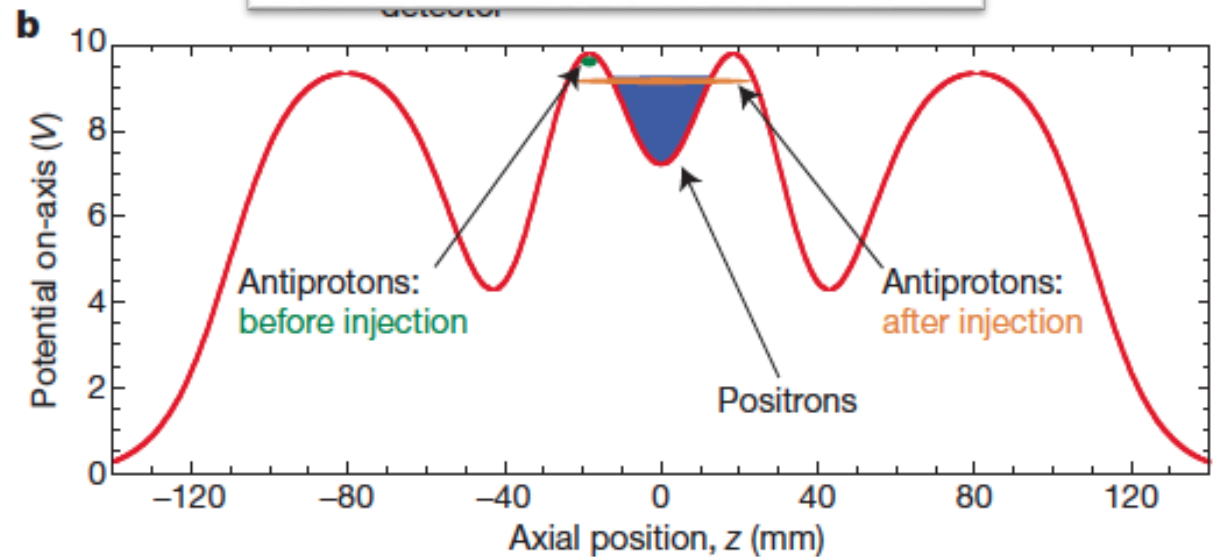 detector
b
10
8
6
4
2
0
Potential on-axis (V)
Antiprotons:
before injection
Antiprotons:
after injection
Positrons
−120 −80 −40 0 40 80 120
Axial position, z (mm)